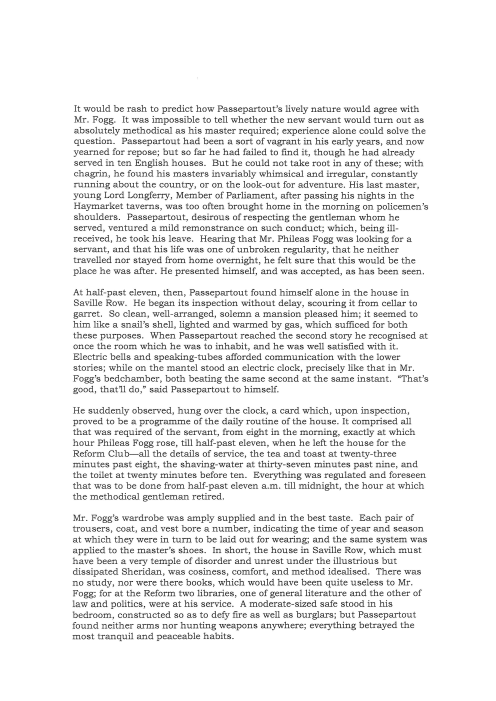 It would be rash to predict how Passepartout's lively nature would agree with
Mr. Fogg.  It was impossible to tell whether the new servant would turn out as
absolutely methodical as his master required; experience alone could solve the
question.  Passepartout had been a sort of vagrant in his early years, and now
yearned for repose; but so far he had failed to find it, though he had already
served in ten English houses.  But he could not take root in any of these; with
chagrin, he found his masters invariably whimsical and irregular, constantly
running about the country, or on the look-out for adventure. His last master,
young Lord Longferry, Member of Parliament, after passing his nights in the
Haymarket taverns, was too often brought home in the morning on policemen's
shoulders.  Passepartout, desirous of respecting the gentleman whom he
served, ventured a mild remonstrance on such conduct; which, being ill-
received, he took his leave.  Hearing that Mr. Phileas Fogg was looking for a
servant, and that his life was one of unbroken regularity, that he neither
travelled nor stayed from home overnight, he felt sure that this would be the
place he was after. He presented himself, and was accepted, as has been seen.

At half-past eleven, then, Passepartout found himself alone in the house in
Saville Row.  He began its inspection without delay, scouring it from cellar to
garret.  So clean, well-arranged, solemn a mansion pleased him; it seemed to
him like a snail's shell, lighted and warmed by gas, which sufficed for both
these purposes.  When Passepartout reached the second story he recognised at
once the room which he was to inhabit, and he was well satisfied with it.
Electric bells and speaking-tubes afforded communication with the lower
stories; while on the mantel stood an electric clock, precisely like that in Mr.
Fogg's bedchamber, both beating the same second at the same instant.  "That's
good, that'll do," said Passepartout to himself.

He suddenly observed, hung over the clock, a card which, upon inspection,
proved to be a programme of the daily routine of the house. It comprised all
that was required of the servant, from eight in the morning, exactly at which
hour Phileas Fogg rose, till half-past eleven, when he left the house for the
Reform Club—all the details of service, the tea and toast at twenty-three
minutes past eight, the shaving-water at thirty-seven minutes past nine, and
the toilet at twenty minutes before ten.  Everything was regulated and foreseen
that was to be done from half-past eleven a.m. till midnight, the hour at which
the methodical gentleman retired.

Mr. Fogg's wardrobe was amply supplied and in the best taste.  Each pair of
trousers, coat, and vest bore a number, indicating the time of year and season
at which they were in turn to be laid out for wearing; and the same system was
applied to the master's shoes.  In short, the house in Saville Row, which must
have been a very temple of disorder and unrest under the illustrious but
dissipated Sheridan, was cosiness, comfort, and method idealised.  There was
no study, nor were there books, which would have been quite useless to Mr.
Fogg; for at the Reform two libraries, one of general literature and the other of
law and politics, were at his service.  A moderate-sized safe stood in his
bedroom, constructed so as to defy fire as well as burglars; but Passepartout
found neither arms nor hunting weapons anywhere; everything betrayed the
most tranquil and peaceable habits.